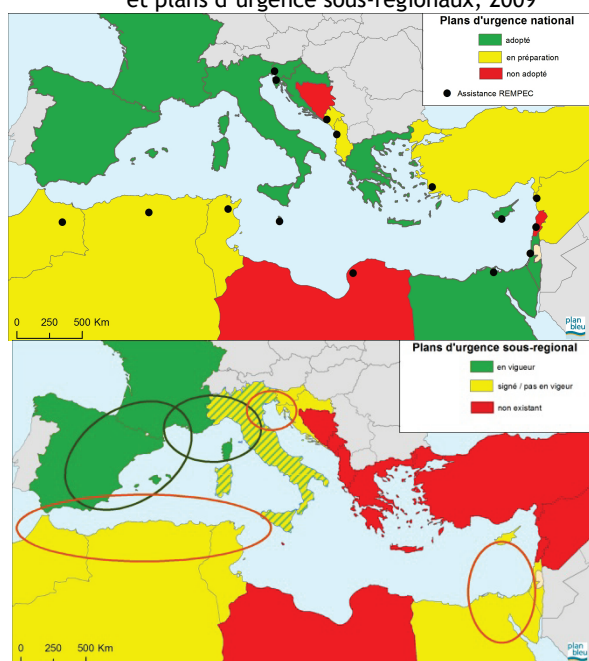 et plans d'urgence sous-régionaux, 2009
Plans d'urgence national
adopté
en préparation
non adopté
Assistance REMPEC
0 250 500 Km
plan
bleu
Plans d'urgence sous-regional
en vigueur
signé / pas en vigeur
non existant
0 250 500 Km
plan
bleu